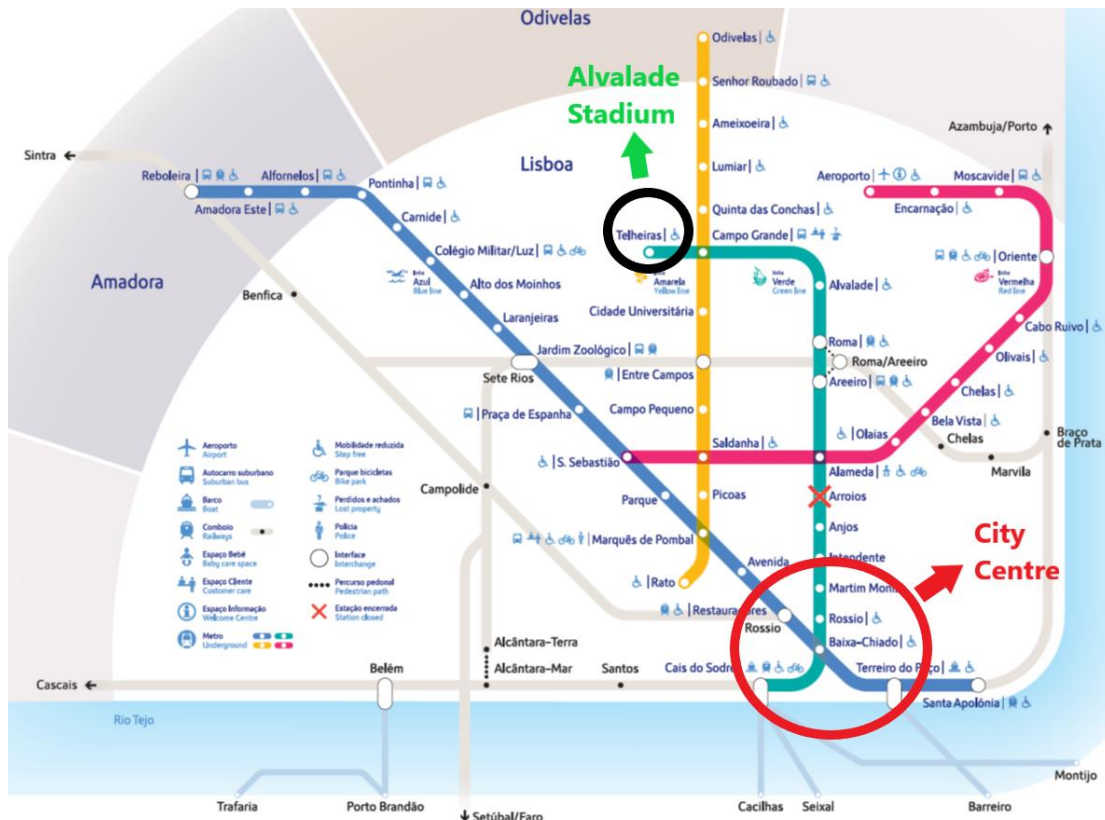 Odivelas
Odivelas
Alvalade
Stadium
Senhor Roubado
Ameixoeira
Azambuja/Porto
Sintra
Lisboa
Lumiar
Reboleira
Alfornelos
Pontinha
Aeroporto
Moscavide
Amadora Este
Encarnação
Carnide
Quinta das Conchas
Telheiras
Campo Grande
Colégio Militar/Luz
Oriente
Amadora
linha
Azul
Blue line
linha
Amarela
Yellow line
linha
Verde
Green line
linha
Vermelha
Red line
Alto dos Moinhos
Alvalade
Benfica
Laranjeiras
Cidade Universitária
Cabo Ruivo
Jardim Zoológico
Roma
Olivais
Sete Rios
Entre Campos
Roma/Areeiro
Areeiro
Chelas
Praça de Espanha
Campo Pequeno
Bela Vista
Saldanha
Olaias
Chelas
Braço
de Prata
S. Sebastião
Alameda
Marvila
Campolide
Parque
Picoas
Arroios
Marquês de Pombal
Anjos
City
Centre
Avenida
Intendente
Rato
Martim Moniz
Restauradores
Rossio
Rossio
Baixa-Chiado
Aeroporto
Airport
Autocarro suburbano
Suburban bus
Barco
Boat
Comboio
Railways
Espaço Bebé
Baby care space
Espaço Cliente
Customer care
Espaço Informação
Welcome Centre
Metro
Underground
Mobilidade reduzida
Step free
Parque bicicletas
Bike park
Perdidos e achados
Lost property
Polícia
Police
Interface
Interchange
Percurso pedonal
Pedestrian path
Estação encerrada
Station closed
Alcântara-Terra
Belém
Alcântara-Mar
Santos
Cais do Sodré
Terreiro do Paço
Cascais
Santa Apolónia
Rio Tejo
Montijo
Trafaria
Porto Brandão
Setúbal/Faro
Cacilhas
Seixal
Barreiro